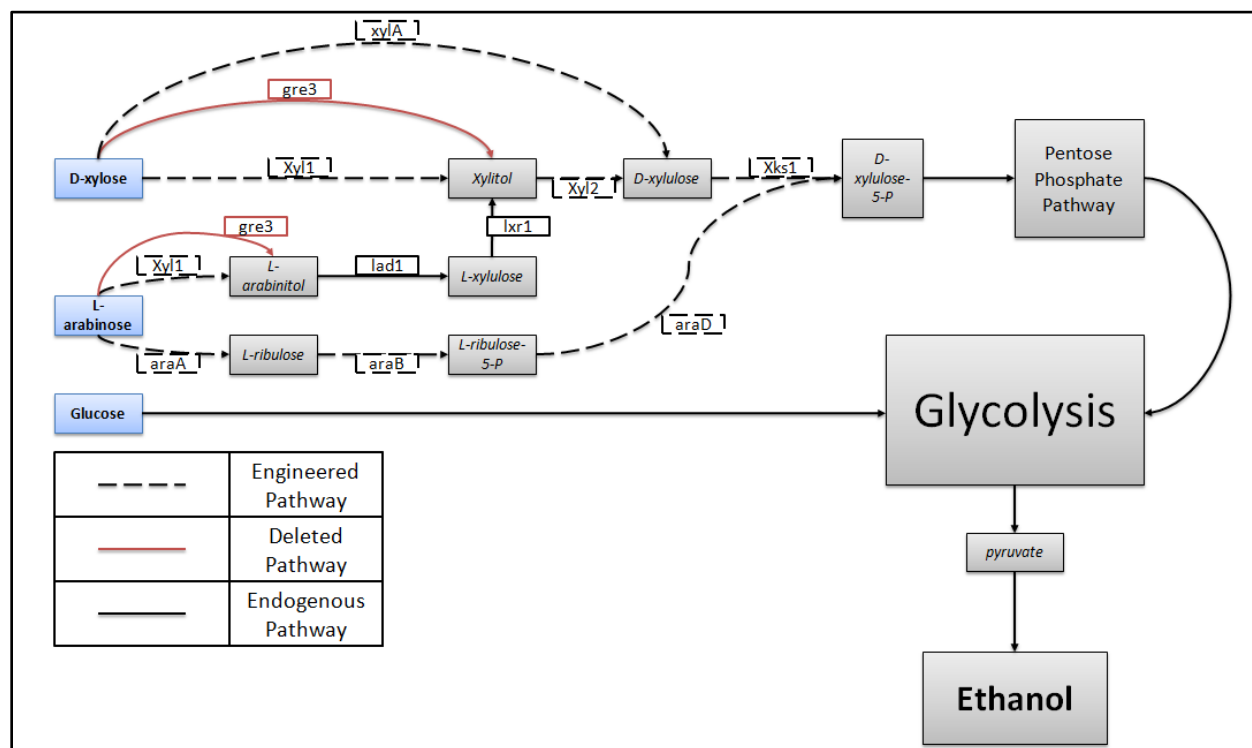 xylA
gre3
D-xylose
Xyl1
Xylitol
Xyl2
D-xylulose
Xks1
D-
xylulose-
5-P
Pentose
Phosphate
Pathway
gre3
lxr1
Xyl1
L-
arabinitol
lad1
L-xylulose
L-
arabinose
araA
L-ribulose
araB
L-ribulose-
5-P
araD
Glucose
Glycolysis
Engineered
Pathway
Deleted
Pathway
Endogenous
Pathway
pyruvate
Ethanol